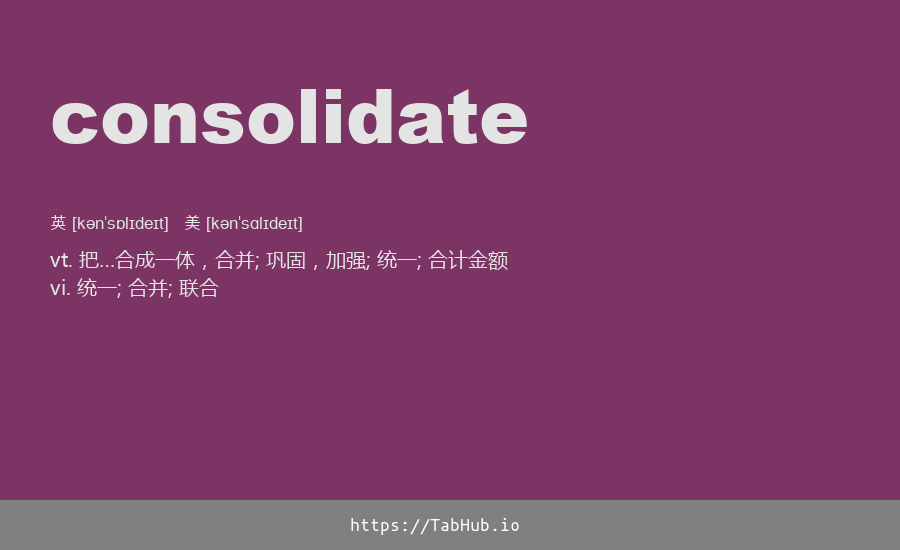 consolidate
英 [kən'sɒlɪdeɪt] 美 [kən'sɑlɪdeɪt]
vt. 把…合成一体，合并; 巩固，加强; 统一; 合计金额
vi. 统一; 合并; 联合
https://TabHub.io